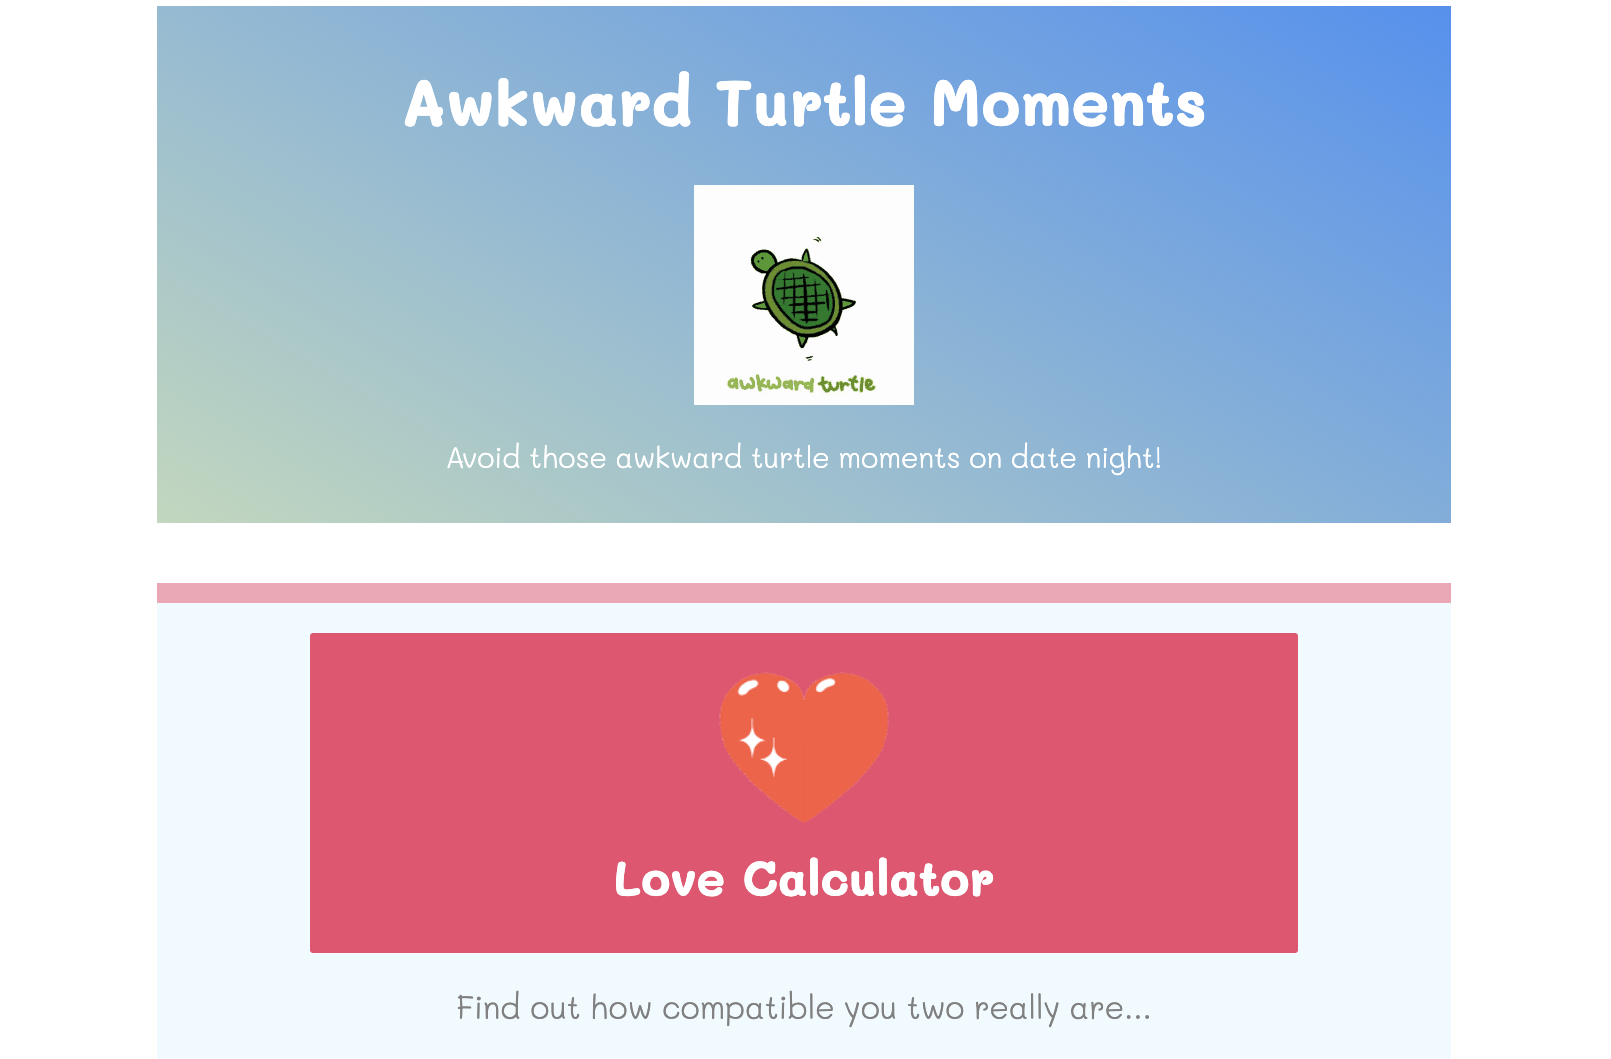 Awkward Turtle Moments
awkward turtle
Avoid those awkward turtle moments on date night!
Love Calculator
Find out how compatible you two really are...